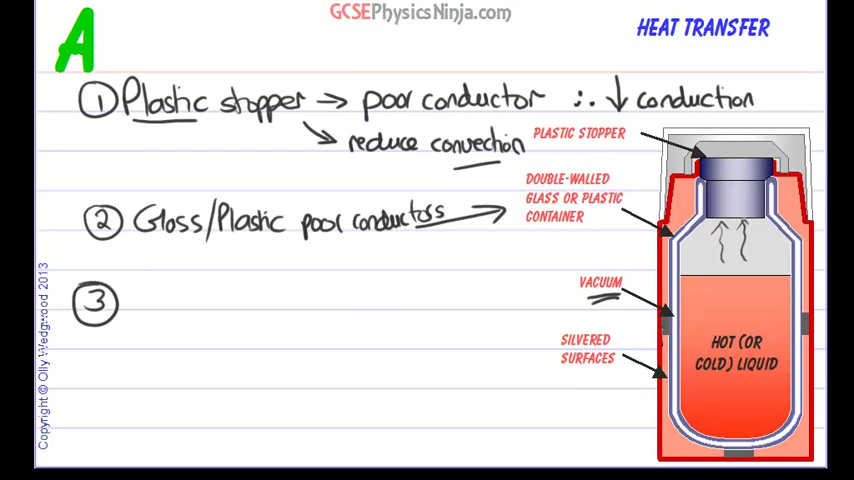 GCSEPhysicsNinja.com
HEAT TRANSFER
A
① Plastic stopper → poor conductor ∴ ↓ conduction
↘ reduce convection
PLASTIC STOPPER
DOUBLE-WALLED
GLASS OR PLASTIC
CONTAINER
② Glass/Plastic poor conductors →
③
VACUUM
SILVERED
SURFACES
HOT (OR
COLD) LIQUID
Copyright © Olly Wedgwood 2013